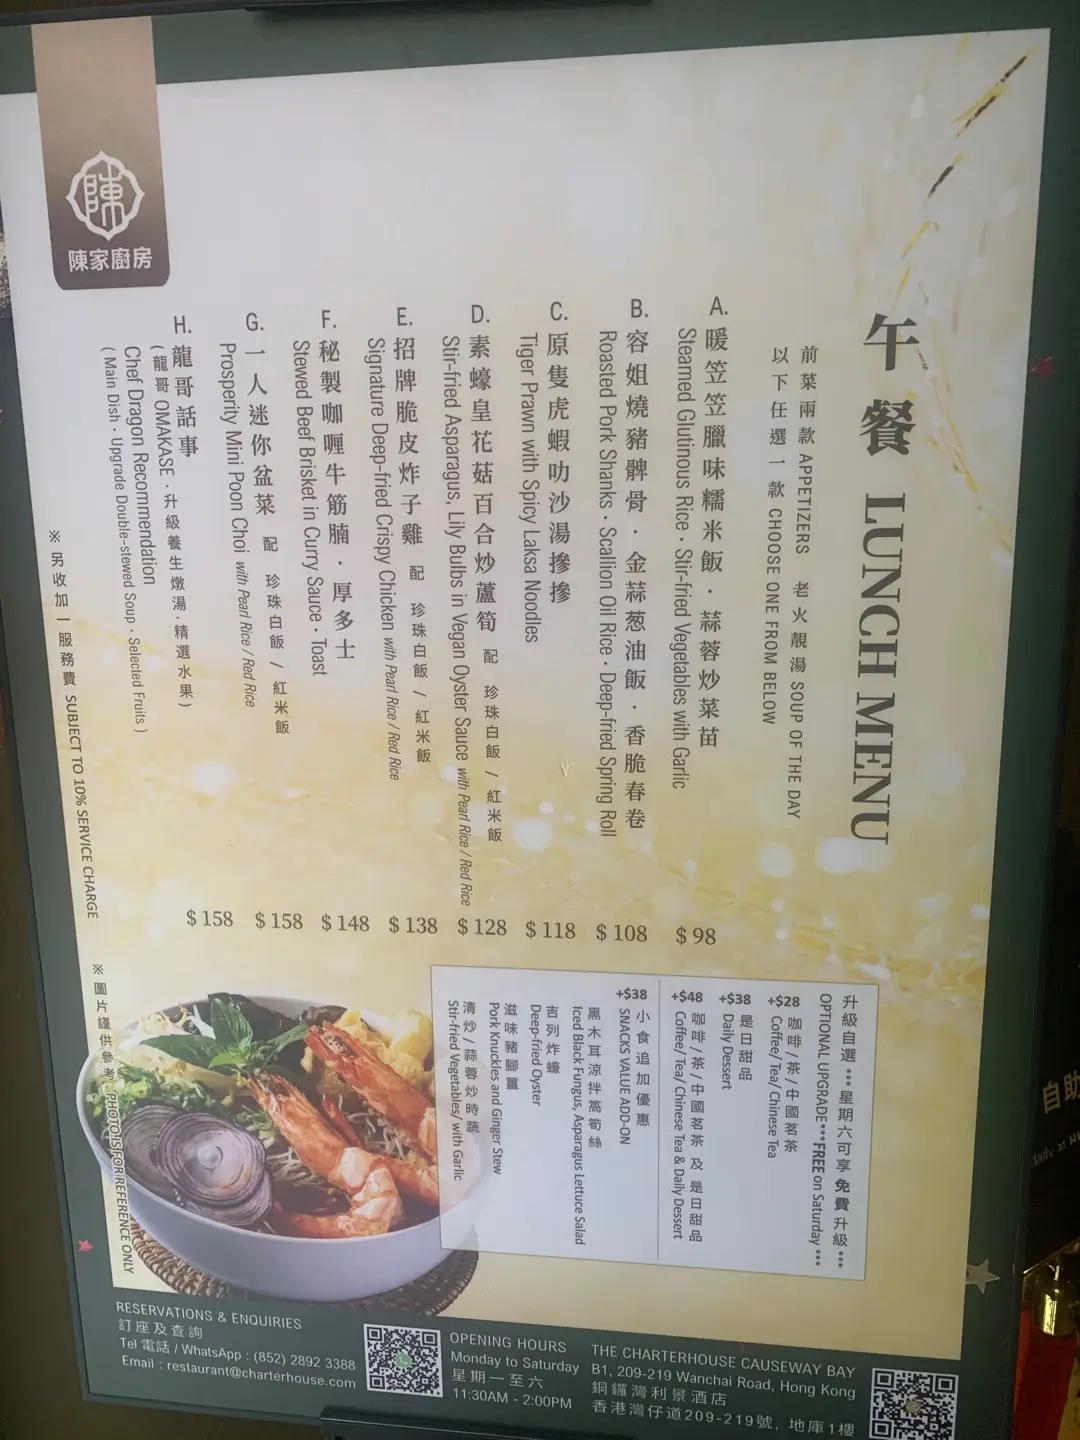 陳
陳家廚房
午餐 LUNCH MENU
前菜兩款 APPETIZERS 老火靚湯 SOUP OF THE DAY
以下任選 1 款 CHOOSE ONE FROM BELOW
A. 暖笠笠臘味糯米飯．蒜蓉炒菜苗
Steamed Glutinous Rice · Stir-fried Vegetables with Garlic
$ 98
B. 容姐燒豬髀骨．金蒜葱油飯．香脆春卷
Roasted Pork Shanks · Scallion Oil Rice · Deep-fried Spring Roll
$ 108
C. 原隻虎蝦叻沙湯摻摻
Tiger Prawn with Spicy Laksa Noodles
$ 118
D. 素蠔皇花菇百合炒蘆筍 配 珍珠白飯 / 紅米飯
Stir-fried Asparagus, Lily Bulbs in Vegan Oyster Sauce with Pearl Rice / Red Rice
$ 128
E. 招牌脆皮炸子雞 配 珍珠白飯 / 紅米飯
Signature Deep-fried Crispy Chicken with Pearl Rice / Red Rice
$ 138
F. 秘製咖喱牛筋腩．厚多士
Stewed Beef Brisket in Curry Sauce · Toast
$ 148
G. 一人迷你盆菜 配 珍珠白飯 / 紅米飯
Prosperity Mini Poon Choi with Pearl Rice / Red Rice
$ 158
H. 龍哥話事
( 龍哥 OMAKASE · 升級養生燉湯 · 精選水果 )
Chef Dragon Recommendation
( Main Dish · Upgrade Double-stewed Soup · Selected Fruits )
$ 158
※ 另收加一服務費 SUBJECT TO 10% SERVICE CHARGE
※ 圖片謹供參考 PHOTO IS FOR REFERENCE ONLY
升級自選 *** 星期六可享 免費 升級 ***
OPTIONAL UPGRADE ***FREE on Saturday ***
+$28 咖啡/茶/中國茗茶
Coffee/ Tea/ Chinese Tea
+$38 是日甜品
Daily Dessert
+$48 咖啡/茶/中國茗茶 及 是日甜品
Coffee/ Tea/ Chinese Tea & Daily Dessert
+$38 小食追加優惠
SNACKS VALUE ADD-ON
黑木耳涼拌萵筍絲
Iced Black Fungus, Asparagus Lettuce Salad
吉列炸蠔
Deep-fried Oyster
滋味豬腳薑
Pork Knuckles and Ginger Stew
清炒/蒜蓉炒時蔬
Stir-fried Vegetables/ with Garlic
RESERVATIONS & ENQUIRIES
訂座及查詢
Tel 電話 / WhatsApp : (852) 2892 3388
Email : restaurant@charterhouse.com
OPENING HOURS
Monday to Saturday
星期一至六
11:30AM - 2:00PM
THE CHARTERHOUSE CAUSEWAY BAY
B1, 209-219 Wanchai Road, Hong Kong
銅鑼灣利景酒店
香港灣仔道209-219號, 地庫1樓
自助